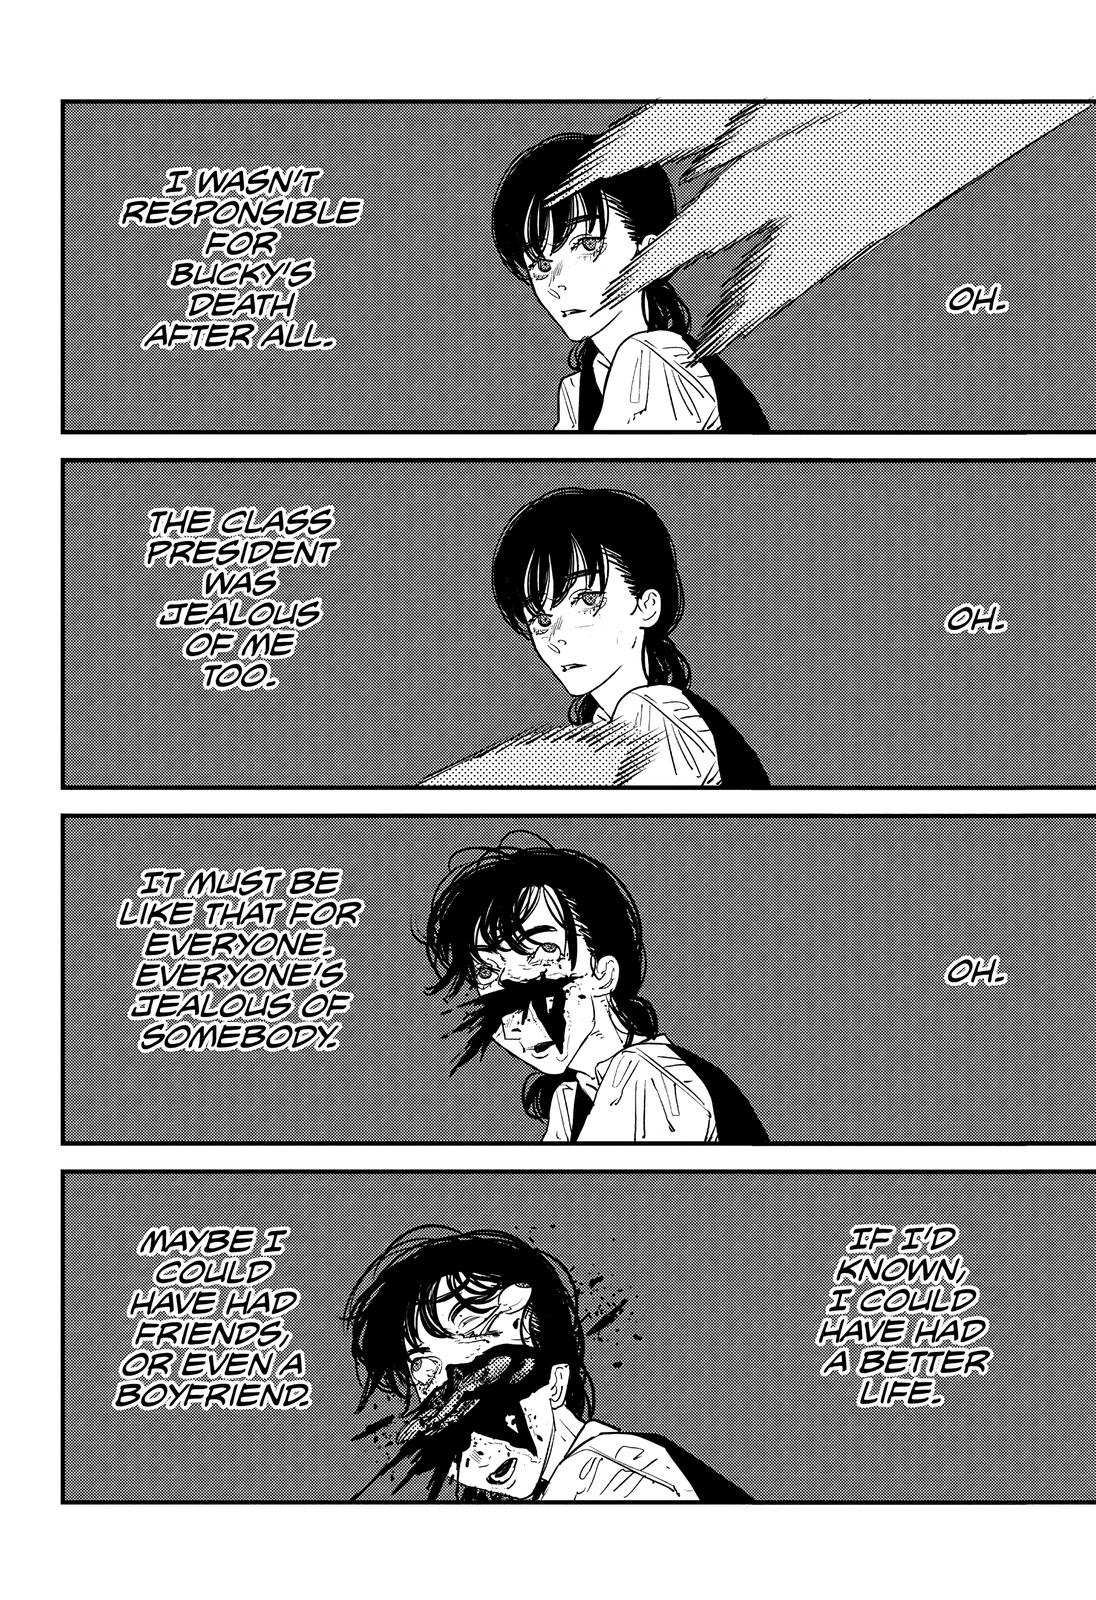 OH.
I WASN'T
RESPONSIBLE
FOR
BUCKY'S
DEATH
AFTER ALL.
OH.
THE CLASS
PRESIDENT
WAS
JEALOUS
OF ME
TOO.
OH.
IT MUST BE
LIKE THAT FOR
EVERYONE.
EVERYONE'S
JEALOUS OF
SOMEBODY.
IF I'D
KNOWN,
I COULD
HAVE HAD
A BETTER
LIFE.
MAYBE I
COULD
HAVE HAD
FRIENDS,
OR EVEN A
BOYFRIEND.